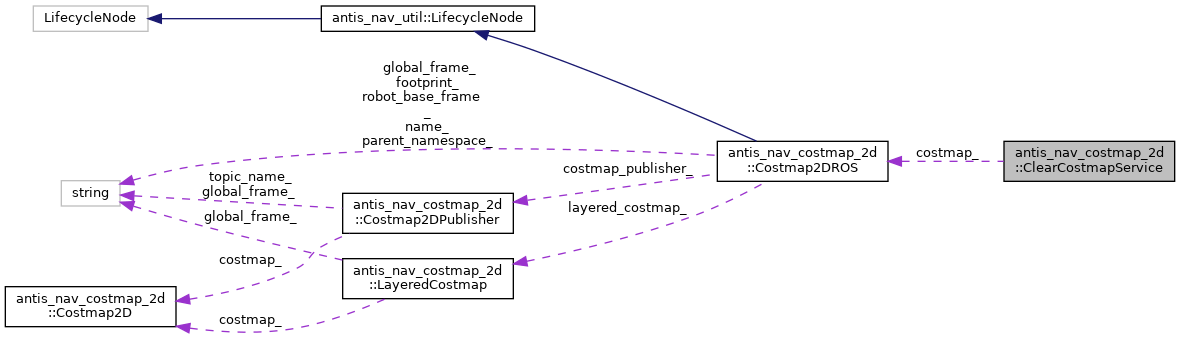 LifecycleNode
antis_nav_util::LifecycleNode
global_frame_
footprint_
robot_base_frame
_
name_
parent_namespace_
antis_nav_costmap_2d
::Costmap2DROS
costmap_
antis_nav_costmap_2d
::ClearCostmapService
costmap_publisher_
string
topic_name_
global_frame_
antis_nav_costmap_2d
::Costmap2DPublisher
layered_costmap_
global_frame_
costmap_
antis_nav_costmap_2d
::LayeredCostmap
antis_nav_costmap_2d
::Costmap2D
costmap_